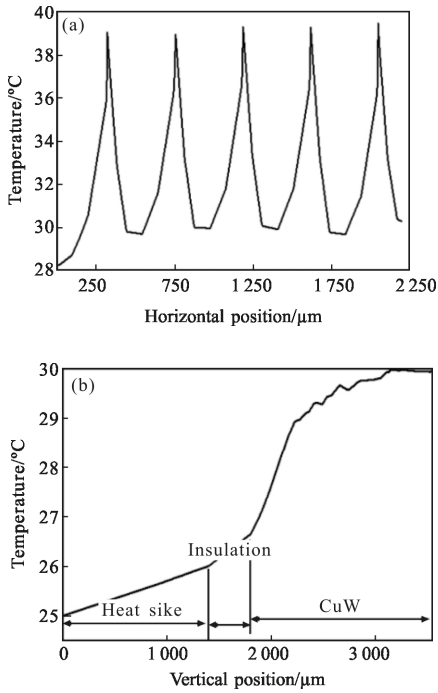 (a)
Temperature/°C
40
38
36
34
32
30
28
250 750 1 250 1 750 2 250
Horizontal position/μm
(b)
Temperature/°C
30
29
28
27
26
25
Insulation
Heat sike CuW
0 1 000 2 000 3 000
Vertical position/μm